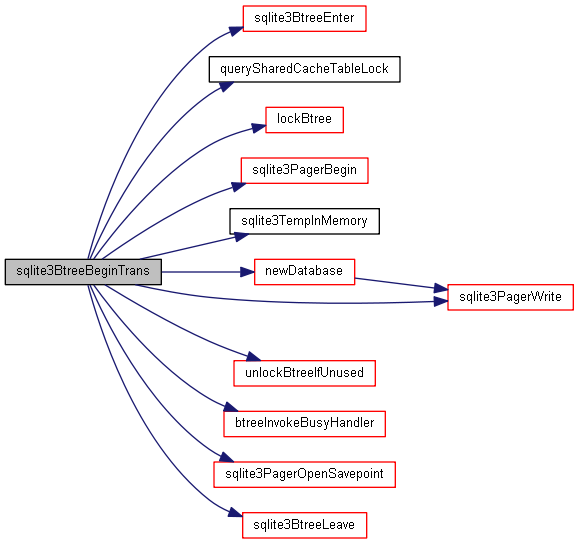 sqlite3BtreeEnter
querySharedCacheTableLock
lockBtree
sqlite3PagerBegin
sqlite3TempInMemory
sqlite3BtreeBeginTrans
newDatabase
sqlite3PagerWrite
unlockBtreeIfUnused
btreeInvokeBusyHandler
sqlite3PagerOpenSavepoint
sqlite3BtreeLeave